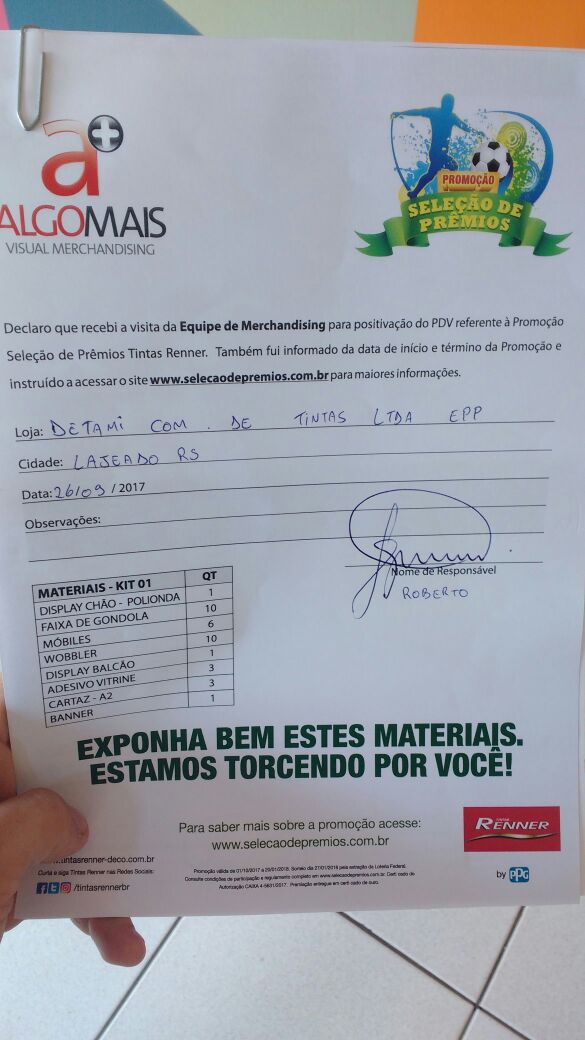 a+
ALGOMAIS
VISUAL MERCHANDISING
PROMOÇÃO
SELEÇÃO DE
PRÊMIOS
Declaro que recebi a visita da Equipe de Merchandising para positivação do PDV referente à Promoção
Seleção de Prêmios Tintas Renner. Também fui informado da data de início e término da Promoção e
instruído a acessar o site www.selecaodepremios.com.br para maiores informações.
Loja: DETAMI COM. DE TINTAS LTDA EPP
Cidade: LAJEADO RS
Data: 26/09 / 2017
Observações:
Nome de Responsável
ROBERTO
MATERIAIS - KIT 01 QT
DISPLAY CHÃO - POLIONDA 1
FAIXA DE GONDOLA 10
MÓBILES 6
WOBBLER 10
DISPLAY BALCÃO 1
ADESIVO VITRINE 3
CARTAZ - A2 3
BANNER 1
EXPONHA BEM ESTES MATERIAIS.
ESTAMOS TORCENDO POR VOCÊ!
Para saber mais sobre a promoção acesse:
www.selecaodepremios.com.br
TINTAS
RENNER
by PPG
.tintasrenner-deco.com.br
Curta e siga Tintas Renner nas Redes Sociais:
/tintasrennerbr
Promoção válida de 01/10/2017 a 20/01/2018. Sorteio dia 27/01/2018 pela extração da Loteria Federal.
Consulte condições de participação e regulamento completo em www.selecaodepremios.com.br. Certi cado de
Autorização CAIXA 4-5631/2017. Premiação entregue em certi cado de ouro.